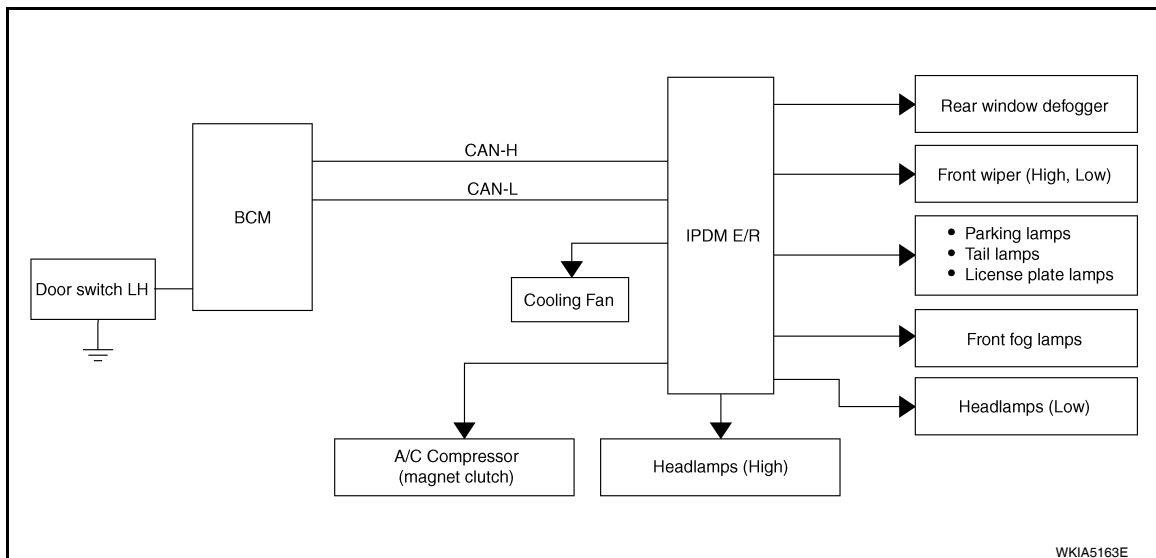 Rear window defogger
CAN-H
Front wiper (High, Low)
CAN-L
BCM
IPDM E/R
• Parking lamps
• Tail lamps
• License plate lamps
Door switch LH
Cooling Fan
Front fog lamps
Headlamps (Low)
A/C Compressor
(magnet clutch)
Headlamps (High)
WKIA5163E